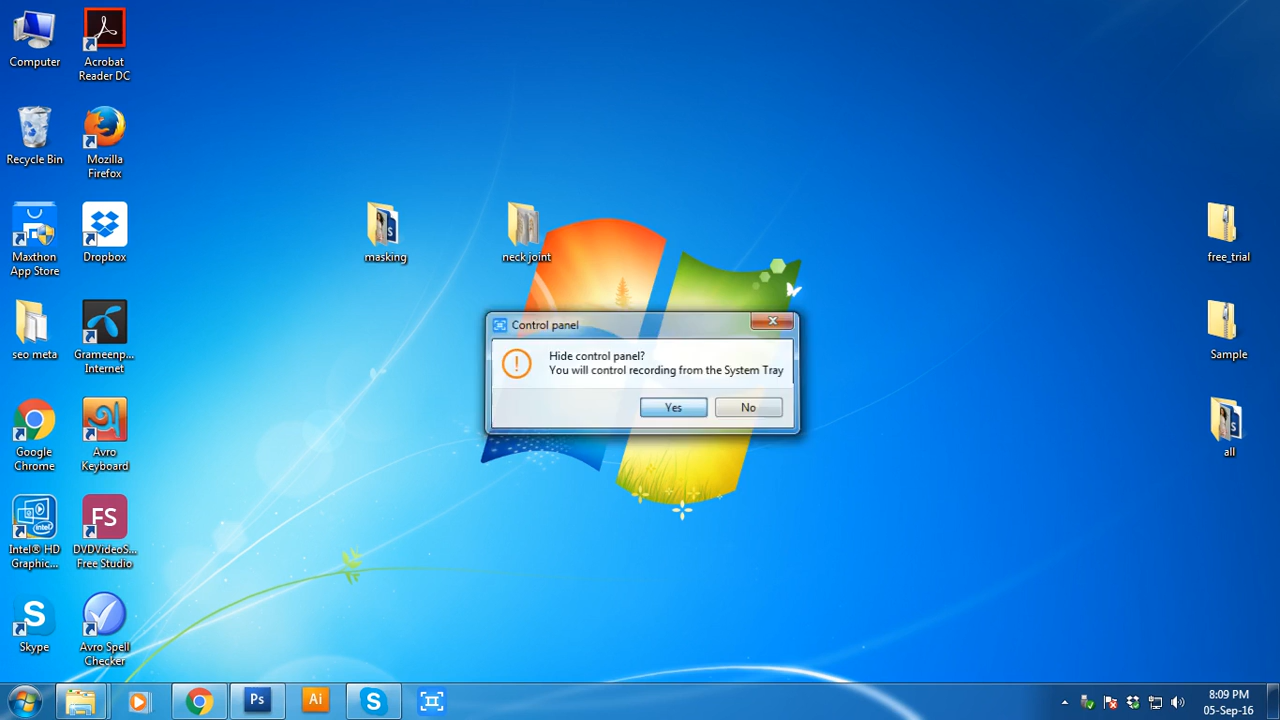 Computer
Acrobat
Reader DC
Recycle Bin
Mozilla
Firefox
Maxthon
App Store
Dropbox
seo meta
Grameenp...
Internet
Google
Chrome
Avro
Keyboard
Intel® HD
Graphic...
FS
DVDVideoS...
Free Studio
Skype
Avro Spell
Checker
masking
neck joint
Control panel
Hide control panel?
You will control recording from the System Tray
Yes
No
free_trial
Sample
all
Ps
Ai
8:09 PM
05-Sep-16